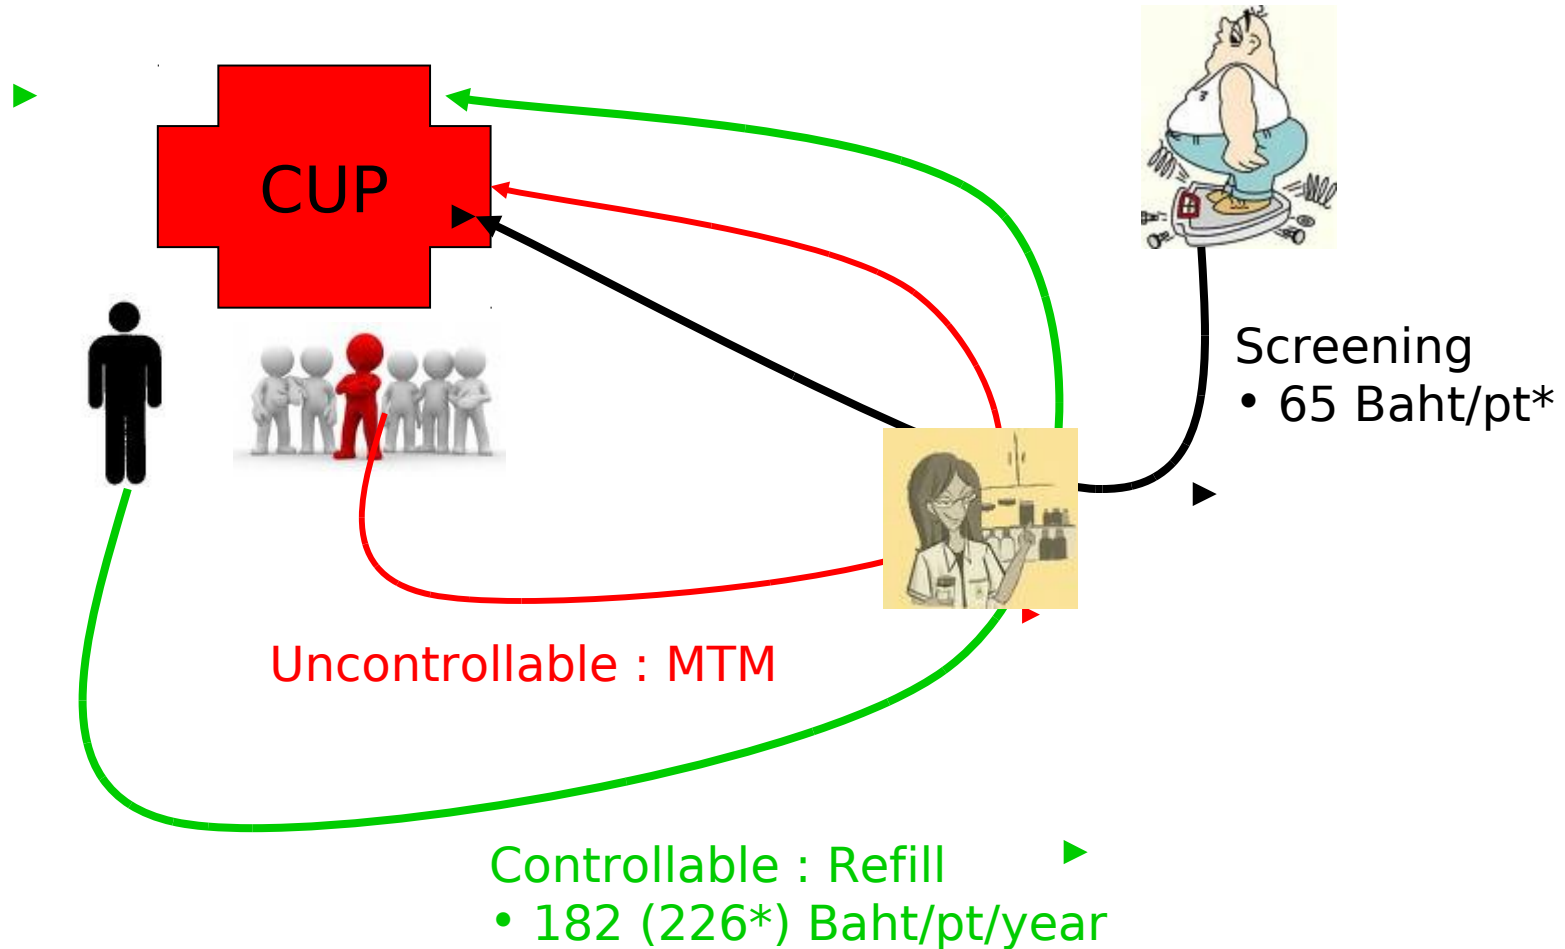 CUP
Screening
• 65 Baht/pt*
Uncontrollable : MTM
Controllable : Refill
• 182 (226*) Baht/pt/year